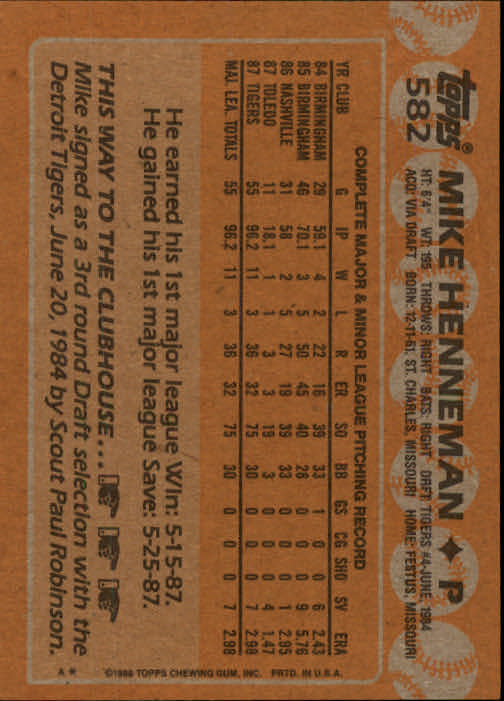 topps®
582
MIKE HENNEMAN ✦ P
HT: 6'4" WT: 195 THROWS: RIGHT BATS: RIGHT DRFT: TIGERS #4-JUNE, 1984
ACQ: VIA DRAFT BORN: 12-11-61, ST. CHARLES, MISSOURI HOME: FESTUS, MISSOURI
COMPLETE MAJOR & MINOR LEAGUE PITCHING RECORD
YR CLUB G IP W L R ER SO BB GS CG SHO SV ERA
84 BIRMINGHAM 29 59.1 4 2 22 16 39 33 1 0 0 6 2.43
85 BIRMINGHAM 46 70.1 3 5 50 45 40 28 0 0 0 9 5.76
86 NASHVILLE 31 58 2 5 27 19 39 33 0 0 0 1 2.95
87 TOLEDO 11 18.1 1 1 3 3 19 3 0 0 0 4 1.47
87 TIGERS 55 96.2 11 3 36 32 75 30 0 0 0 7 2.98
MAJ. LEA. TOTALS 55 96.2 11 3 36 32 75 30 0 0 0 7 2.98
He earned his 1st major league Win: 5-15-87.
He gained his 1st major league Save: 5-25-87.
THIS WAY TO THE CLUBHOUSE...
Mike signed as a 3rd round Draft selection with the
Detroit Tigers, June 20, 1984 by Scout Paul Robinson.
A* ©1988 TOPPS CHEWING GUM, INC. PRTD. IN U.S.A.